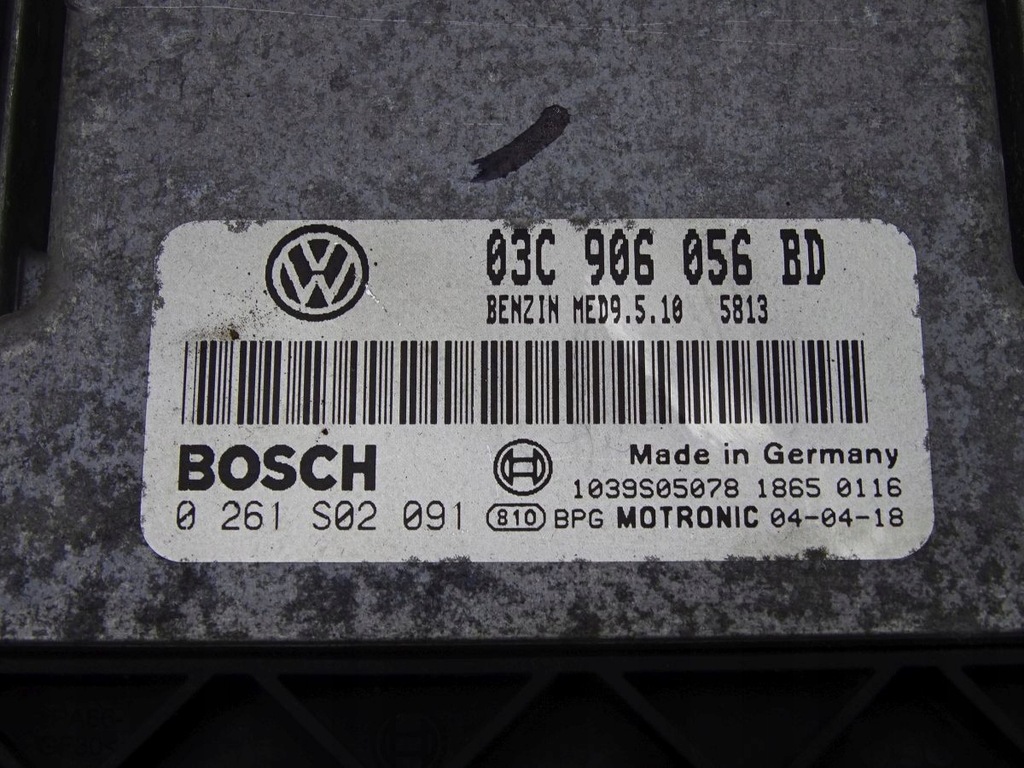 03C 906 056 BD
BENZIN MED9.5.10 5813
BOSCH
Made in Germany
1039S05078 1865 0116
0 261 S02 091 810 BPG MOTRONIC 04-04-18